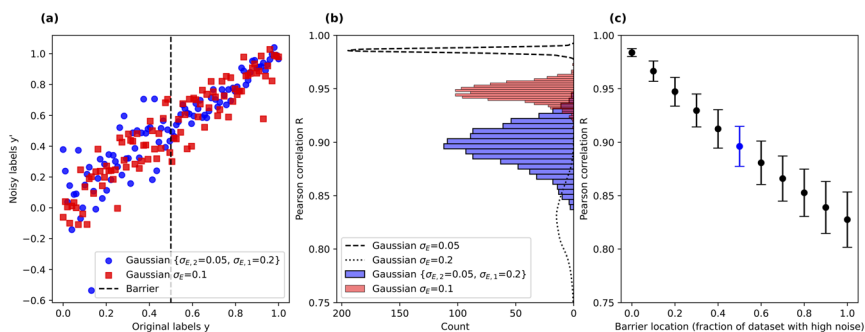 (a)
1.0
0.8
0.6
0.4
0.2
0.0
−0.2
−0.4
−0.6
Noisy labels y'
Gaussian {σE,2=0.05, σE,1=0.2}
Gaussian σE=0.1
Barrier
0.0 0.2 0.4 0.6 0.8 1.0
Original labels y
(b)
1.00
0.95
0.90
0.85
0.80
0.75
Pearson correlation R
Gaussian σE=0.05
Gaussian σE=0.2
Gaussian {σE,2=0.05, σE,1=0.2}
Gaussian σE=0.1
200 150 100 50 0
Count
(c)
1.00
0.95
0.90
0.85
0.80
0.75
Pearson correlation R
0.0 0.2 0.4 0.6 0.8 1.0
Barrier location (fraction of dataset with high noise)